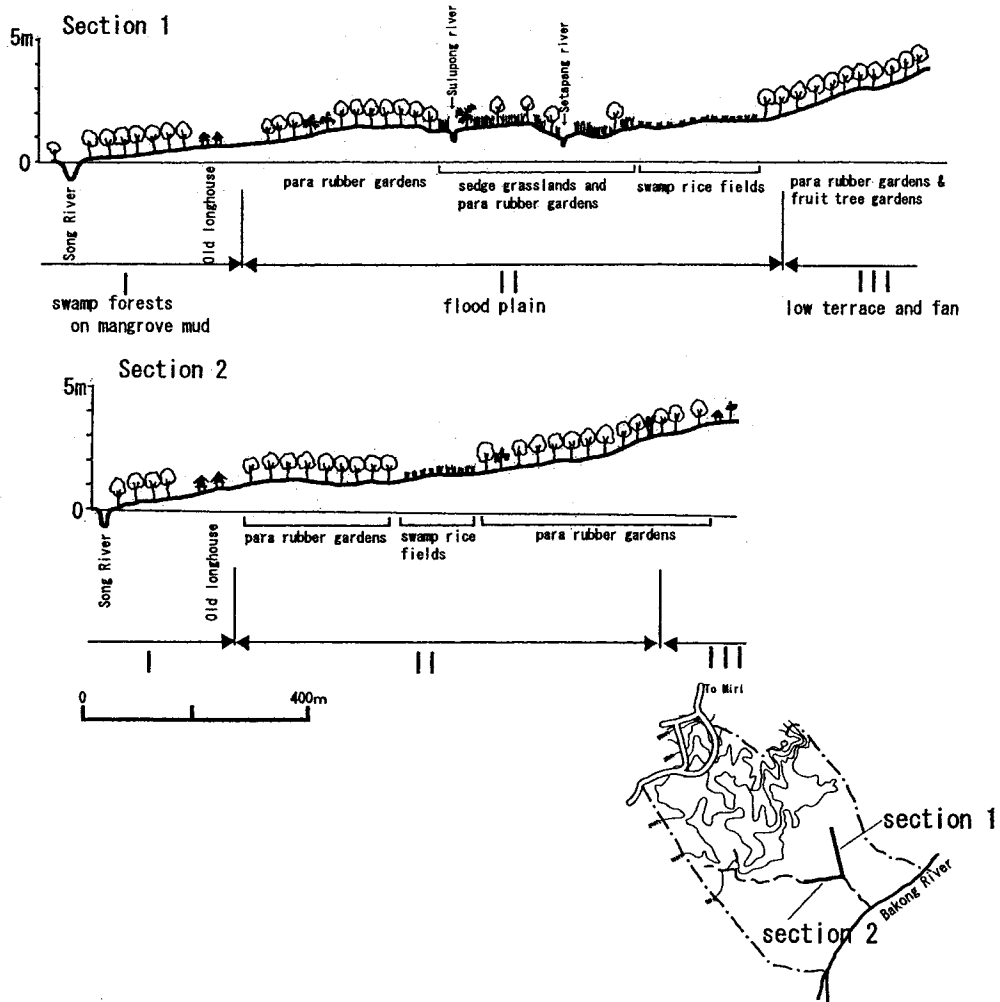 Section 1
5m
0
Sulupong river
Setapang river
Song River
Old longhouse
para rubber gardens
sedge grasslands and
para rubber gardens
swamp rice fields
para rubber gardens &
fruit tree gardens
I
II
III
swamp forests
on mangrove mud
flood plain
low terrace and fan
Section 2
5m
0
Song River
Old longhouse
para rubber gardens
swamp rice
fields
para rubber gardens
I
II
III
0
400m
To Miri
section 1
section 2
Bakong River